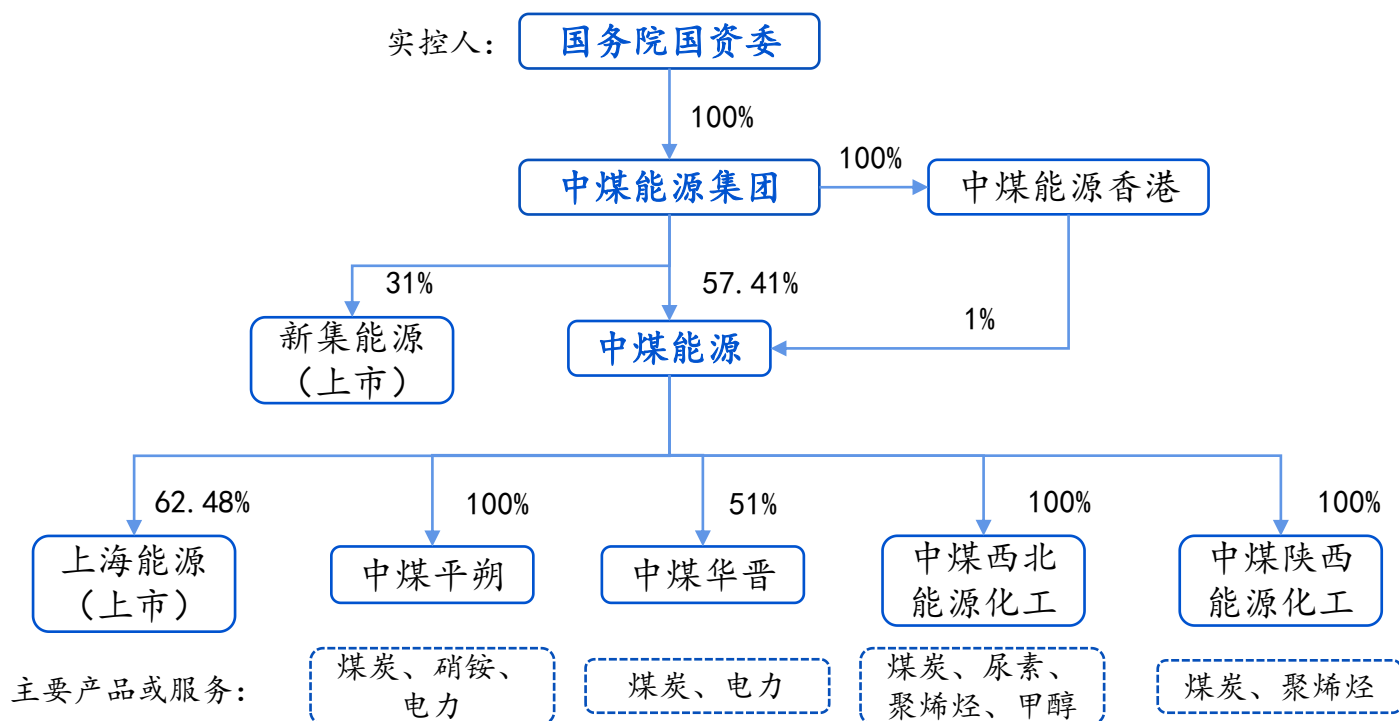 实控人：
国务院国资委
100%
中煤能源集团
100%
中煤能源香港
31%
57.41%
1%
新集能源
（上市）
中煤能源
62.48%
100%
51%
100%
100%
上海能源
（上市）
中煤平朔
中煤华晋
中煤西北
能源化工
中煤陕西
能源化工
主要产品或服务：
煤炭、硝铵、
电力
煤炭、电力
煤炭、尿素、
聚烯烃、甲醇
煤炭、聚烯烃